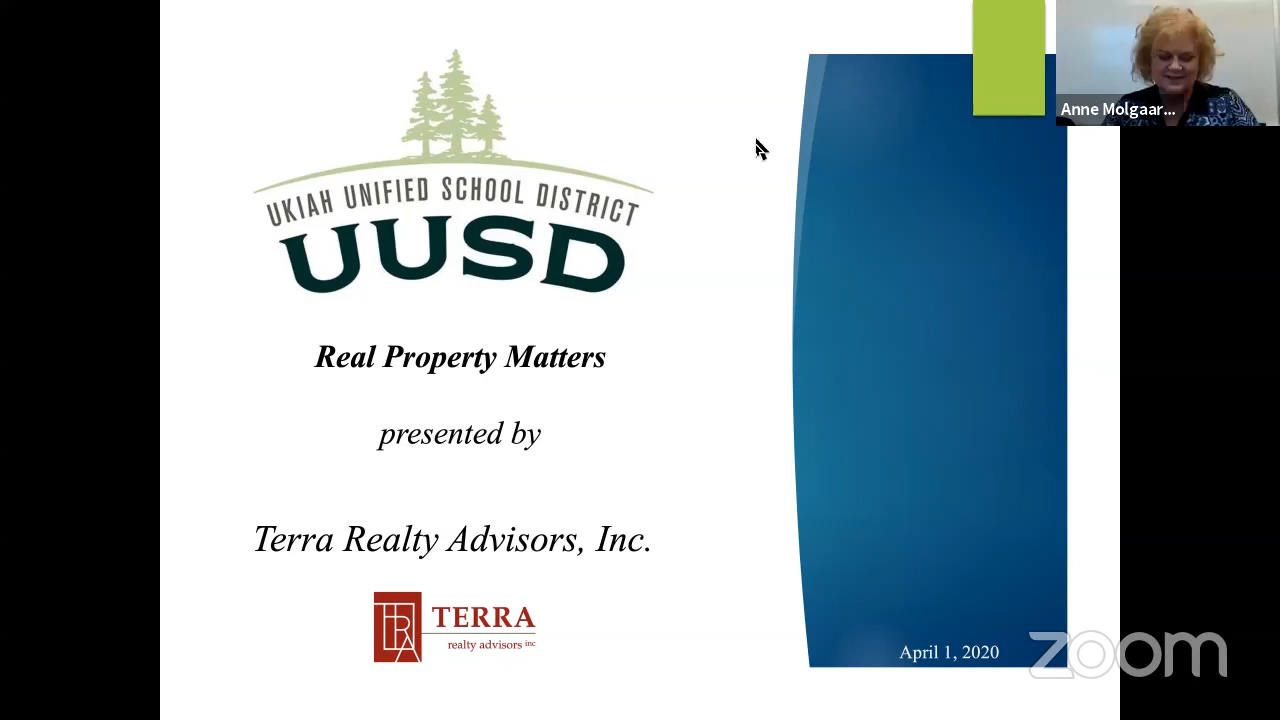 Anne Molgaar...
UKIAH UNIFIED SCHOOL DISTRICT
UUSD
Real Property Matters
presented by
Terra Realty Advisors, Inc.
TERRA
realty advisors inc
April 1, 2020
zoom